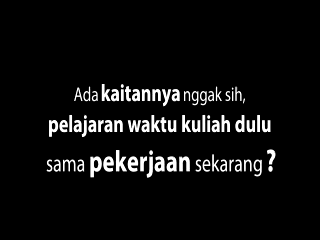 Ada kaitannya nggak sih,
pelajaran waktu kuliah dulu
sama pekerjaan sekarang ?